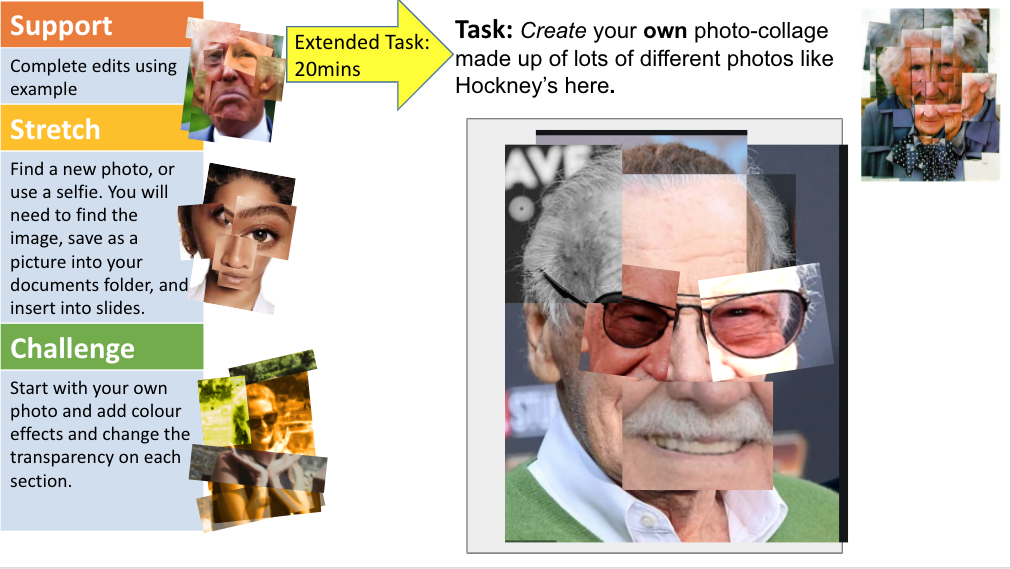 Support
Complete edits using
example
Stretch
Find a new photo, or
use a selfie. You will
need to find the
image, save as a
picture into your
documents folder, and
insert into slides.
Challenge
Start with your own
photo and add colour
effects and change the
transparency on each
section.
Extended Task:
20mins
Task: Create your own photo-collage
made up of lots of different photos like
Hockney’s here.
AVE